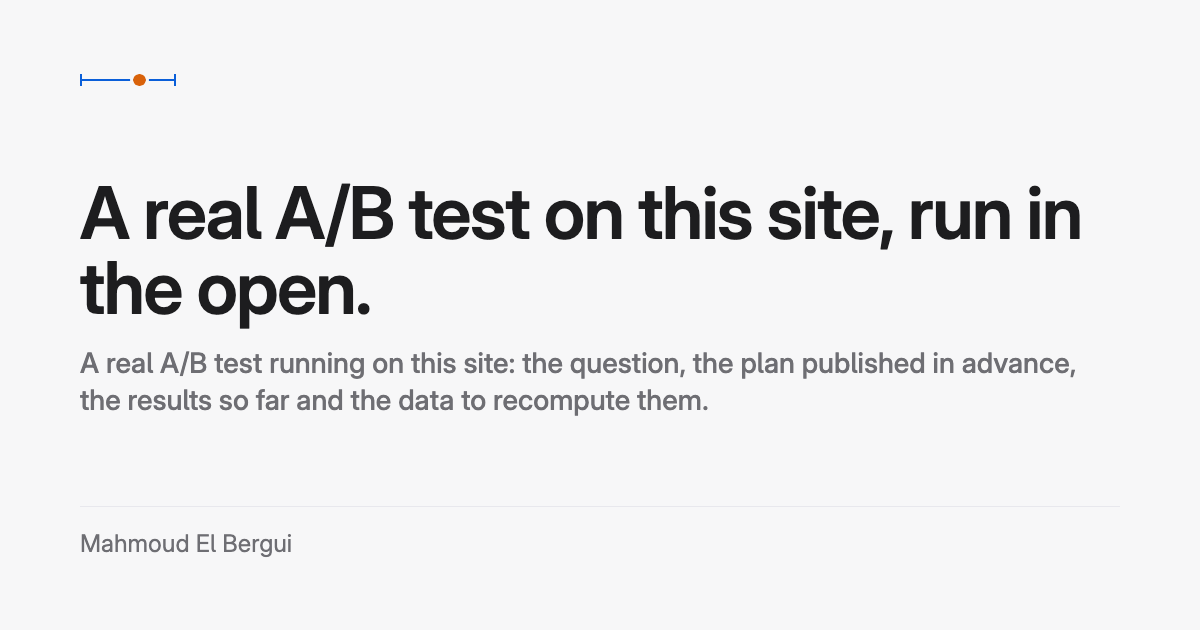 A real A/B test on this site, run in
the open.
A real A/B test running on this site: the question, the plan published in advance,
the results so far and the data to recompute them.
Mahmoud El Bergui